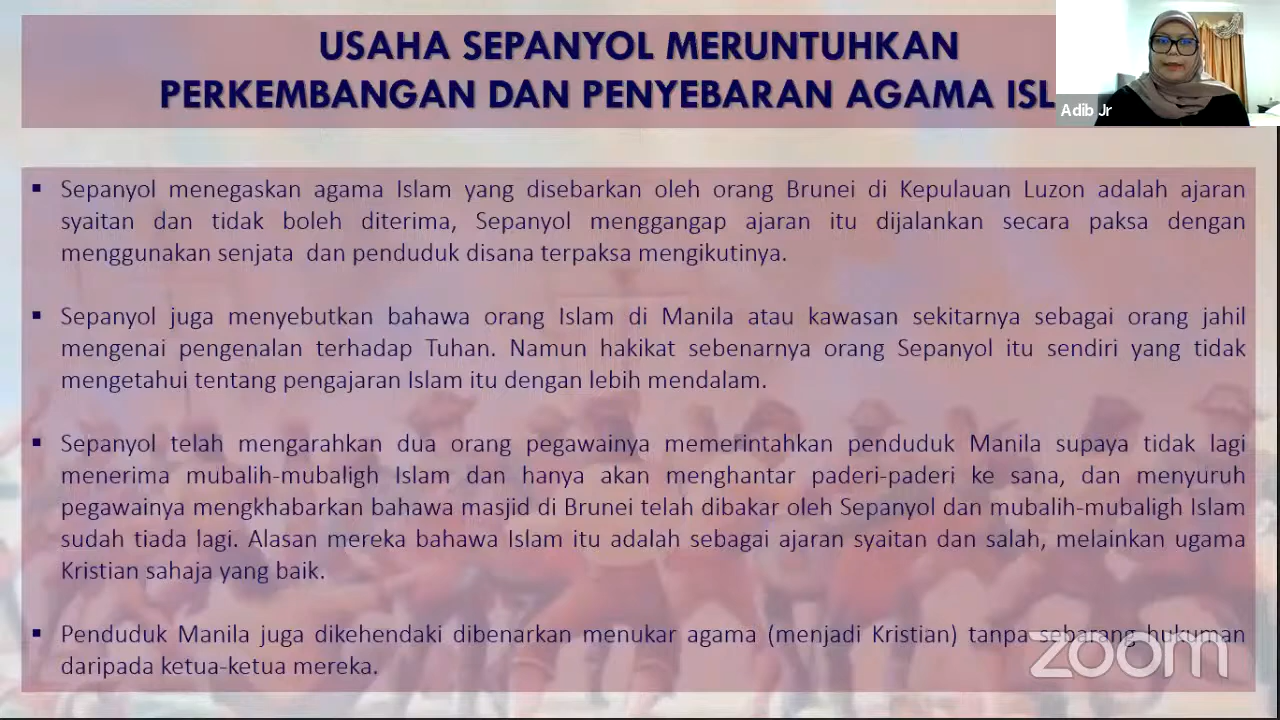 USAHA SEPANYOL MERUNTUHKAN
PERKEMBANGAN DAN PENYEBARAN AGAMA ISL
Adib Jr
▪ Sepanyol menegaskan agama Islam yang disebarkan oleh orang Brunei di Kepulauan Luzon adalah ajaran
syaitan dan tidak boleh diterima, Sepanyol menggangap ajaran itu dijalankan secara paksa dengan
menggunakan senjata dan penduduk disana terpaksa mengikutinya.
▪ Sepanyol juga menyebutkan bahawa orang Islam di Manila atau kawasan sekitarnya sebagai orang jahil
mengenai pengenalan terhadap Tuhan. Namun hakikat sebenarnya orang Sepanyol itu sendiri yang tidak
mengetahui tentang pengajaran Islam itu dengan lebih mendalam.
▪ Sepanyol telah mengarahkan dua orang pegawainya memerintahkan penduduk Manila supaya tidak lagi
menerima mubalih-mubaligh Islam dan hanya akan menghantar paderi-paderi ke sana, dan menyuruh
pegawainya mengkhabarkan bahawa masjid di Brunei telah dibakar oleh Sepanyol dan mubalih-mubaligh Islam
sudah tiada lagi. Alasan mereka bahawa Islam itu adalah sebagai ajaran syaitan dan salah, melainkan ugama
Kristian sahaja yang baik.
▪ Penduduk Manila juga dikehendaki dibenarkan menukar agama (menjadi Kristian) tanpa sebarang hukuman
daripada ketua-ketua mereka.
zoom